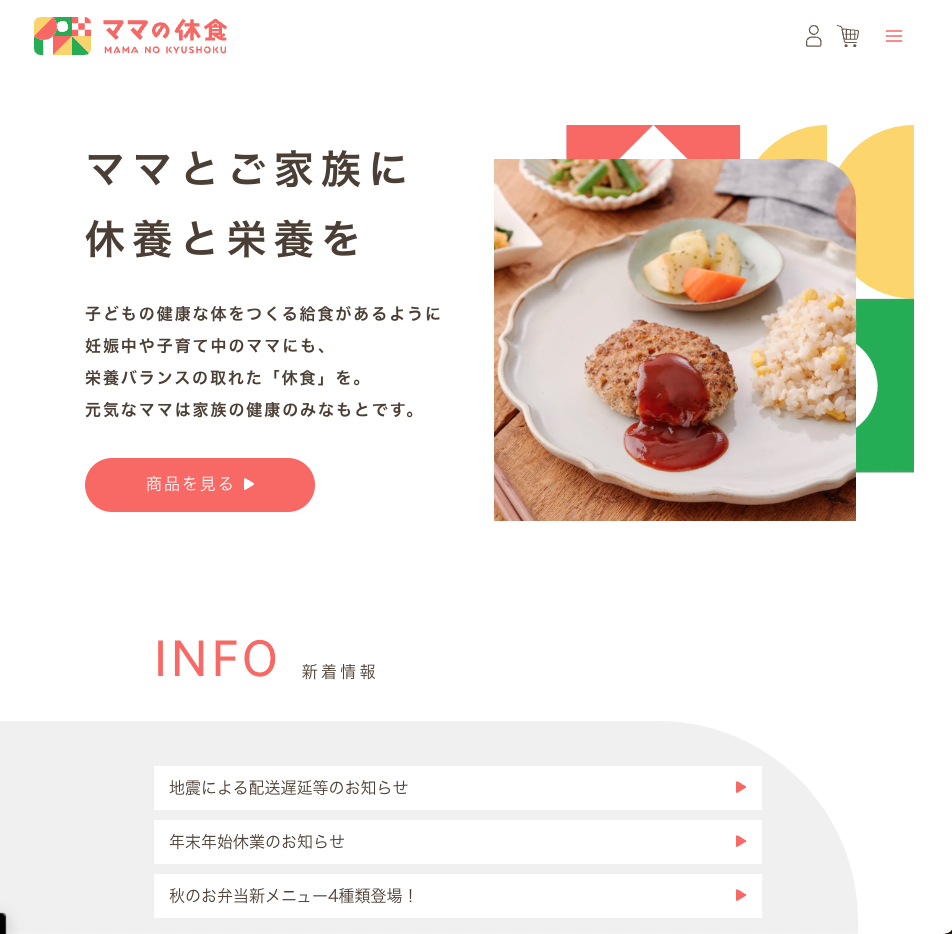 ママの休食
MAMA NO KYUSHOKU
ママとご家族に
休養と栄養を
子どもの健康な体をつくる給食があるように
妊娠中や子育て中のママにも、
栄養バランスの取れた「休食」を。
元気なママは家族の健康のみなもとです。
商品を見る
INFO 新着情報
地震による配送遅延等のお知らせ
年末年始休業のお知らせ
秋のお弁当新メニュー4種類登場！